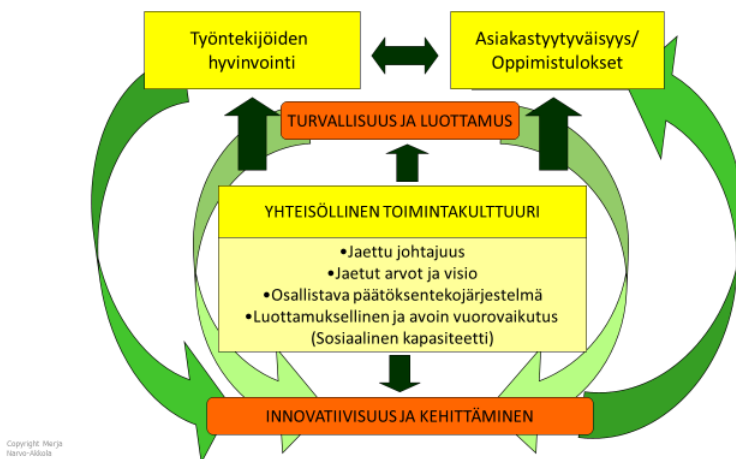 Työntekijöiden
hyvinvointi
Asiakastyytyväisyys/
Oppimistulokset
TURVALLISUUS JA LUOTTAMUS
YHTEISÖLLINEN TOIMINTAKULTTUURI
•Jaettu johtajuus
•Jaetut arvot ja visio
•Osallistava päätöksentekojärjestelmä
•Luottamuksellinen ja avoin vuorovaikutus
(Sosiaalinen kapasiteetti)
INNOVATIIVISUUS JA KEHITTÄMINEN
Copyright Merja
Narvo-Akkola